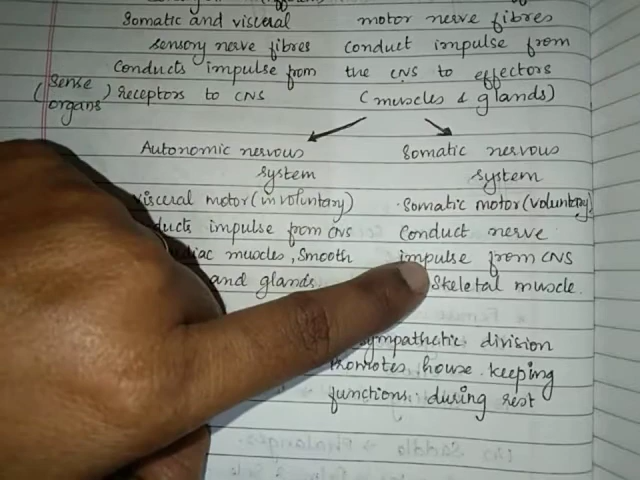 Somatic and visceral
sensory nerve fibres
Conducts impulse from
(sense organs) receptors to CNS
motor nerve fibres
Conduct impulse from
the CNS to effectors
(muscles & glands)
Autonomic nervous
system
visceral motor (involuntary)
impulse from CNS
muscles, Smooth
and glands
Somatic nervous
system
Somatic motor (voluntary)
Conduct nerve
impulse from CNS
Skeletal muscle.
sympathetic division
promotes house keeping
functions during rest